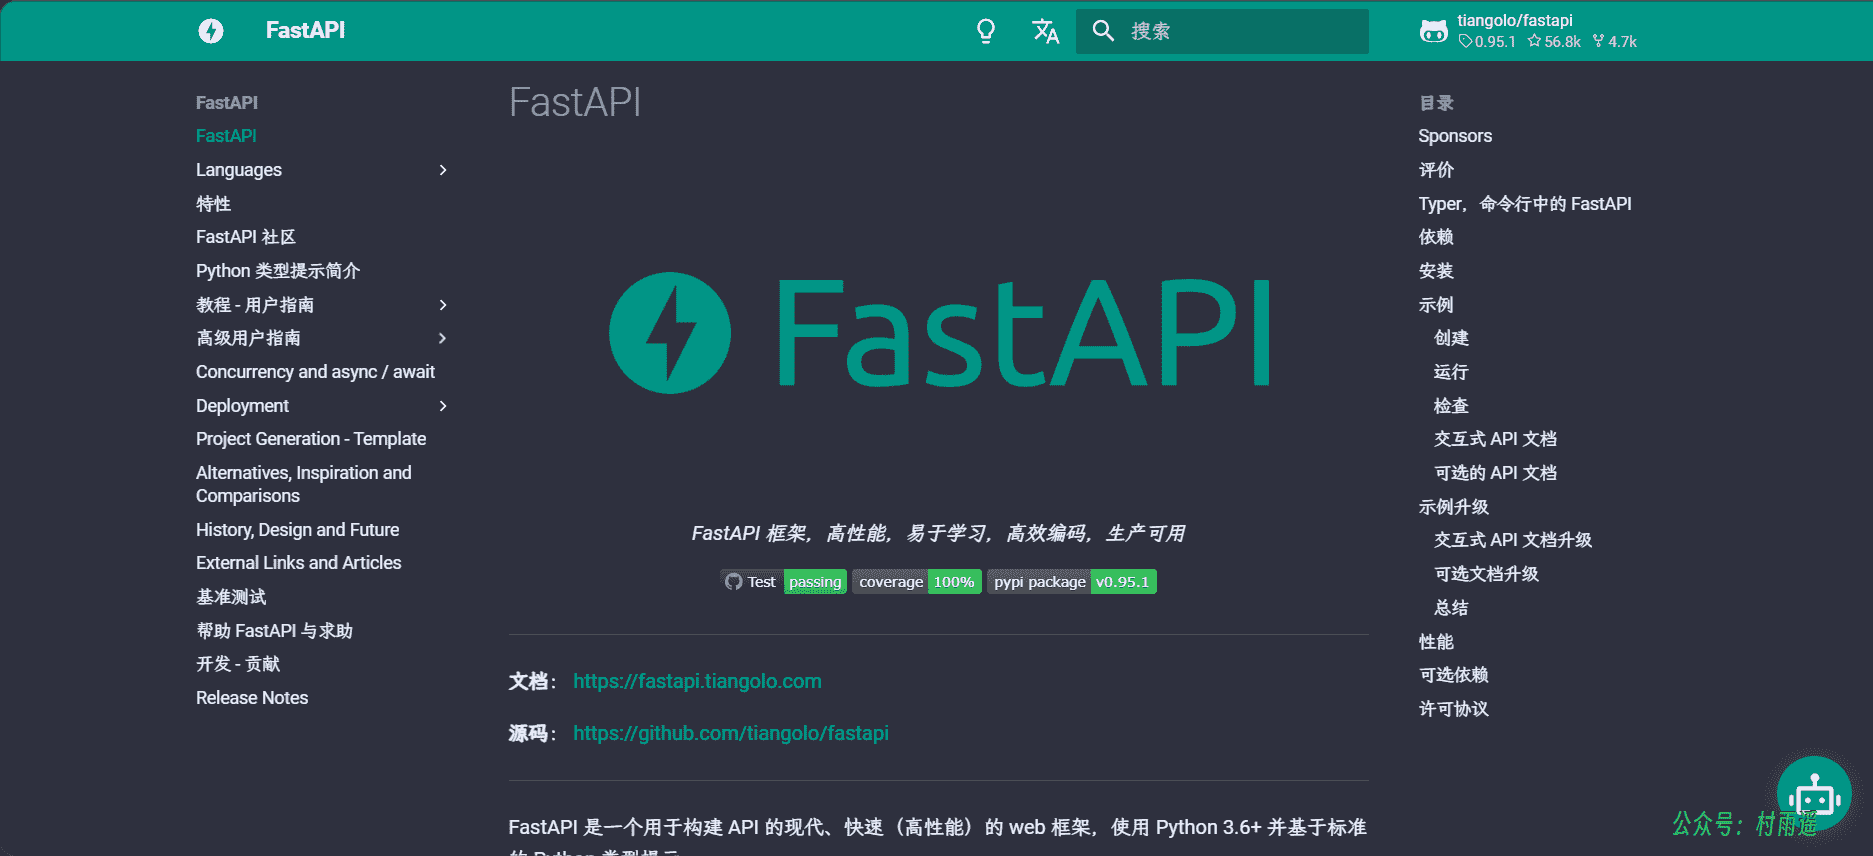 FastAPI
搜索
tiangolo/fastapi
0.95.1 56.8k 4.7k
FastAPI
FastAPI
Languages
特性
FastAPI 社区
Python 类型提示简介
教程 - 用户指南
高级用户指南
Concurrency and async / await
Deployment
Project Generation - Template
Alternatives, Inspiration and
Comparisons
History, Design and Future
External Links and Articles
基准测试
帮助 FastAPI 与求助
开发 - 贡献
Release Notes
FastAPI
FastAPI
FastAPI 框架，高性能，易于学习，高效编码，生产可用
Test passing coverage 100% pypi package v0.95.1
文档： https://fastapi.tiangolo.com
源码： https://github.com/tiangolo/fastapi
FastAPI 是一个用于构建 API 的现代、快速（高性能）的 web 框架，使用 Python 3.6+ 并基于标准
的 Python 类型提示
目录
Sponsors
评价
Typer，命令行中的 FastAPI
依赖
安装
示例
创建
运行
检查
交互式 API 文档
可选的 API 文档
示例升级
交互式 API 文档升级
可选文档升级
总结
性能
可选依赖
许可协议
公众号：村雨遥